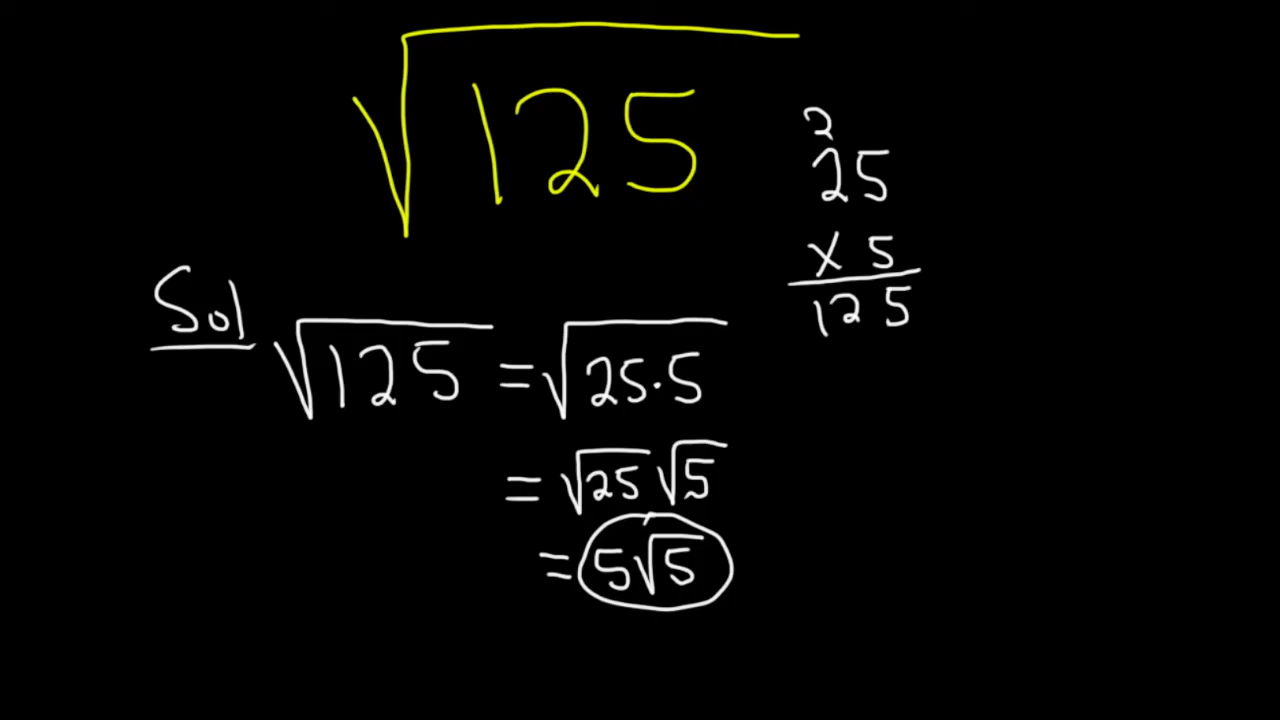 √125
2
25
x 5
125
Sol
√125 = √25·5
= √25 √5
= 5√5